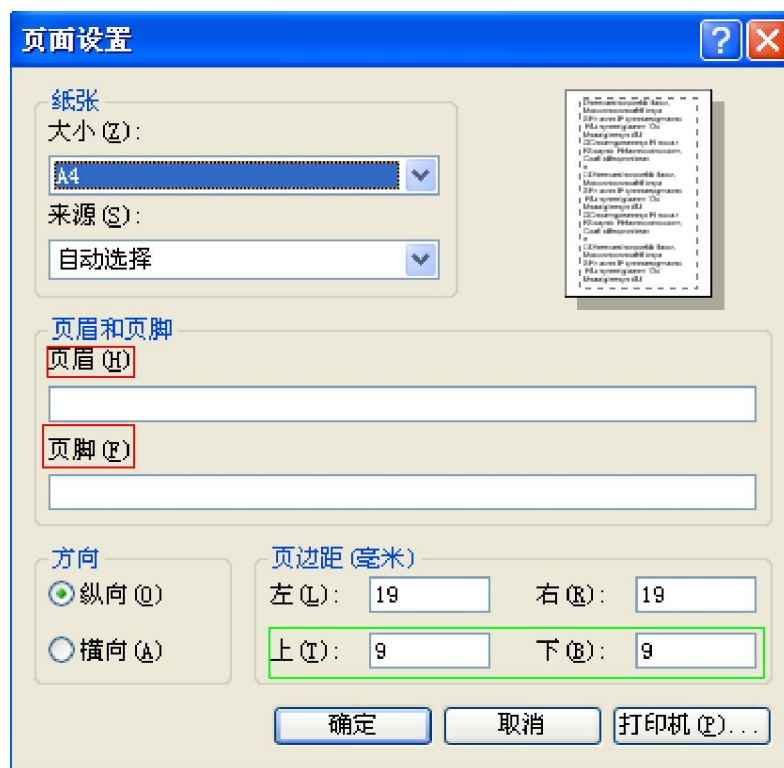 页面设置
纸张
大小(Z):
A4
来源(S):
自动选择
页眉和页脚
页眉(H)
页脚(F)
方向
纵向(O)
横向(A)
页边距(毫米)
左(L): 19 右(R): 19
上(T): 9 下(B): 9
确定 取消 打印机(P)...